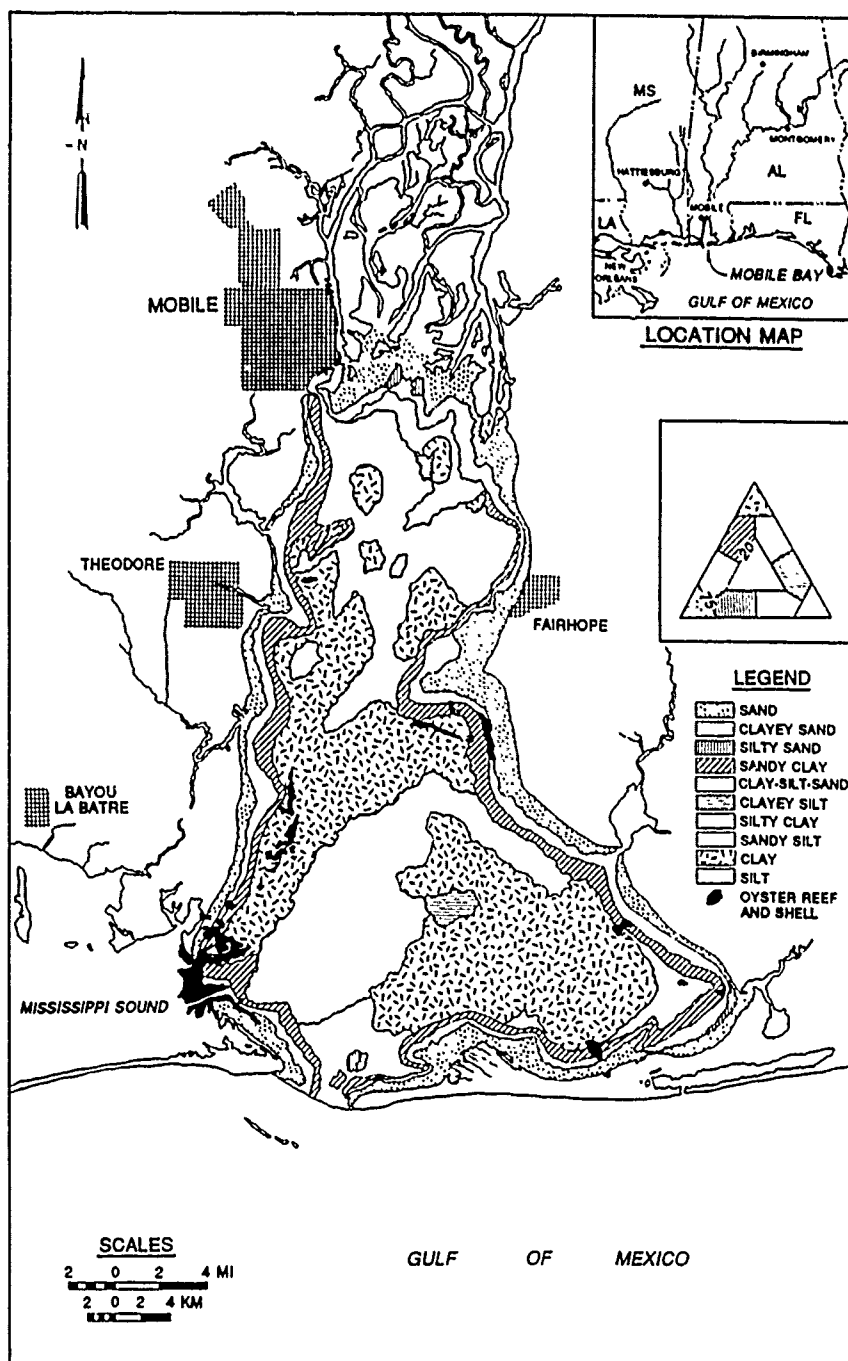 N
MOBILE
THEODORE
FAIRHOPE
BAYOU
LA BATRE
MISSISSIPPI SOUND
GULF OF MEXICO
BIRMINGHAM
MS
MONTGOMERY
HATTIESBURG
AL
MOBILE
LA
FL
NEW
ORLEANS
MOBILE BAY
GULF OF MEXICO
LOCATION MAP
20
75
LEGEND
SAND
CLAYEY SAND
SILTY SAND
SANDY CLAY
CLAY-SILT-SAND
CLAYEY SILT
SILTY CLAY
SANDY SILT
CLAY
SILT
OYSTER REEF
AND SHELL
SCALES
2 0 2 4 MI
2 0 2 4 KM